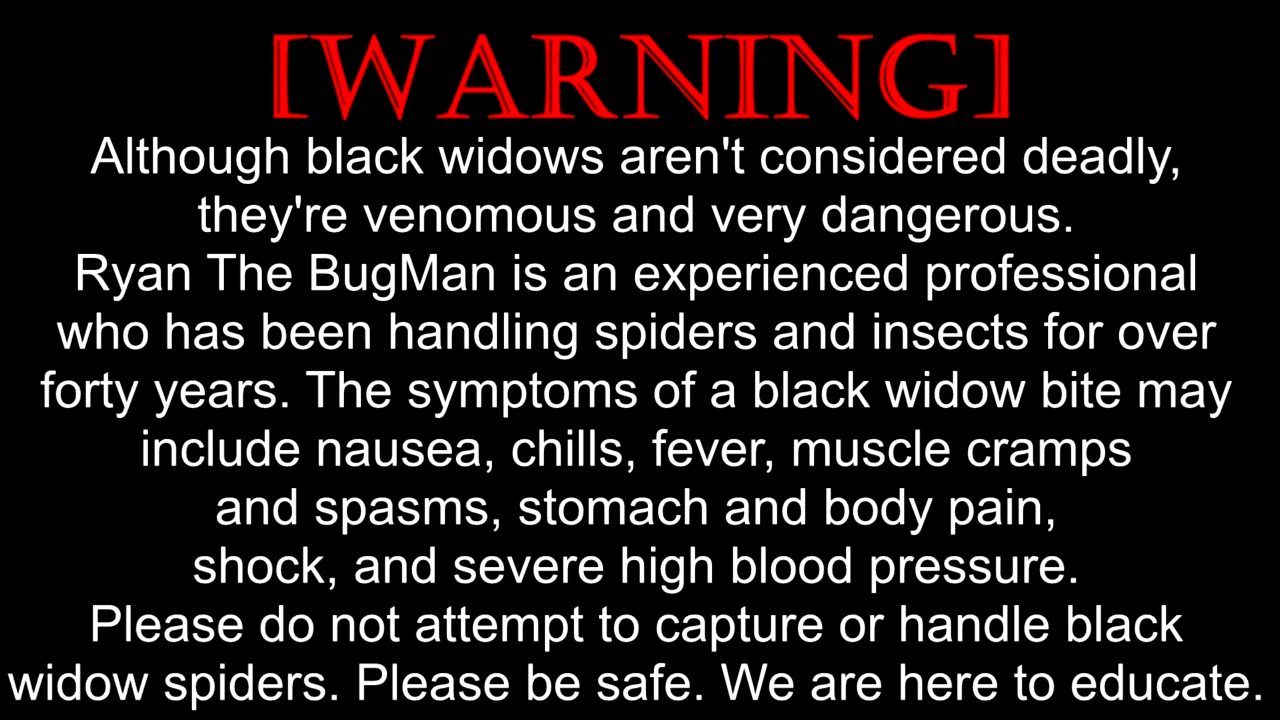 [WARNING]
Although black widows aren't considered deadly,
they're venomous and very dangerous.
Ryan The BugMan is an experienced professional
who has been handling spiders and insects for over
forty years. The symptoms of a black widow bite may
include nausea, chills, fever, muscle cramps
and spasms, stomach and body pain,
shock, and severe high blood pressure.
Please do not attempt to capture or handle black
widow spiders. Please be safe. We are here to educate.